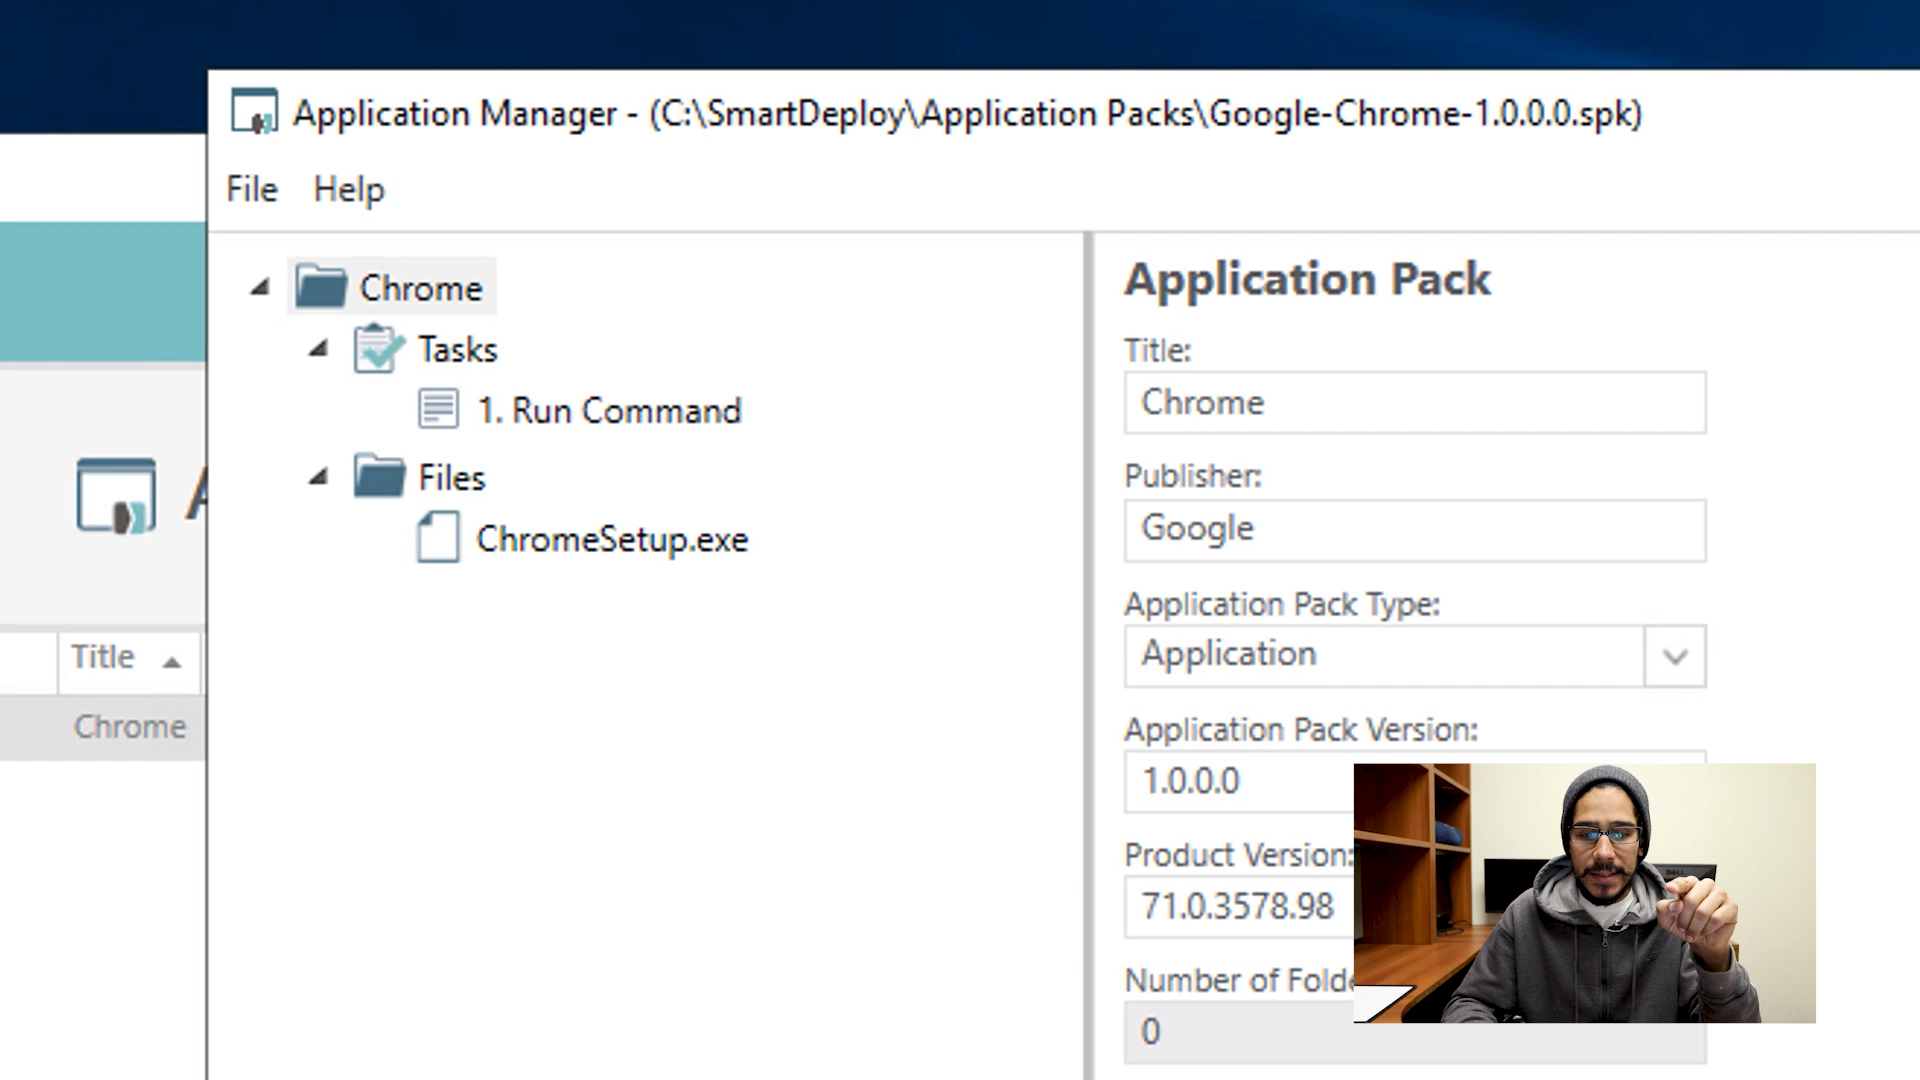 Application Manager - (C:\SmartDeploy\Application Packs\Google-Chrome-1.0.0.0.spk)
File Help
Chrome
Tasks
1. Run Command
Files
ChromeSetup.exe
Title
Chrome
Application Pack
Title:
Chrome
Publisher:
Google
Application Pack Type:
Application
Application Pack Version:
1.0.0.0
Product Version:
71.0.3578.98
Number of
0
DELL